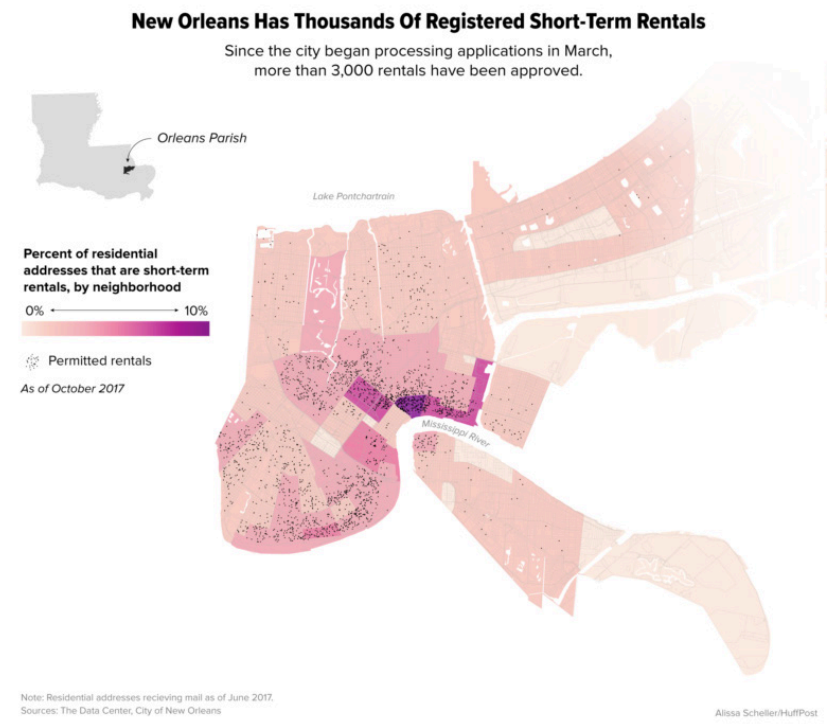 New Orleans Has Thousands Of Registered Short-Term Rentals
Since the city began processing applications in March,
more than 3,000 rentals have been approved.
Orleans Parish
Lake Pontchartrain
Percent of residential
addresses that are short-term
rentals, by neighborhood
0% 10%
Permitted rentals
As of October 2017
Mississippi River
Note: Residential addresses recieving mail as of June 2017.
Sources: The Data Center, City of New Orleans
Alissa Scheller/HuffPost